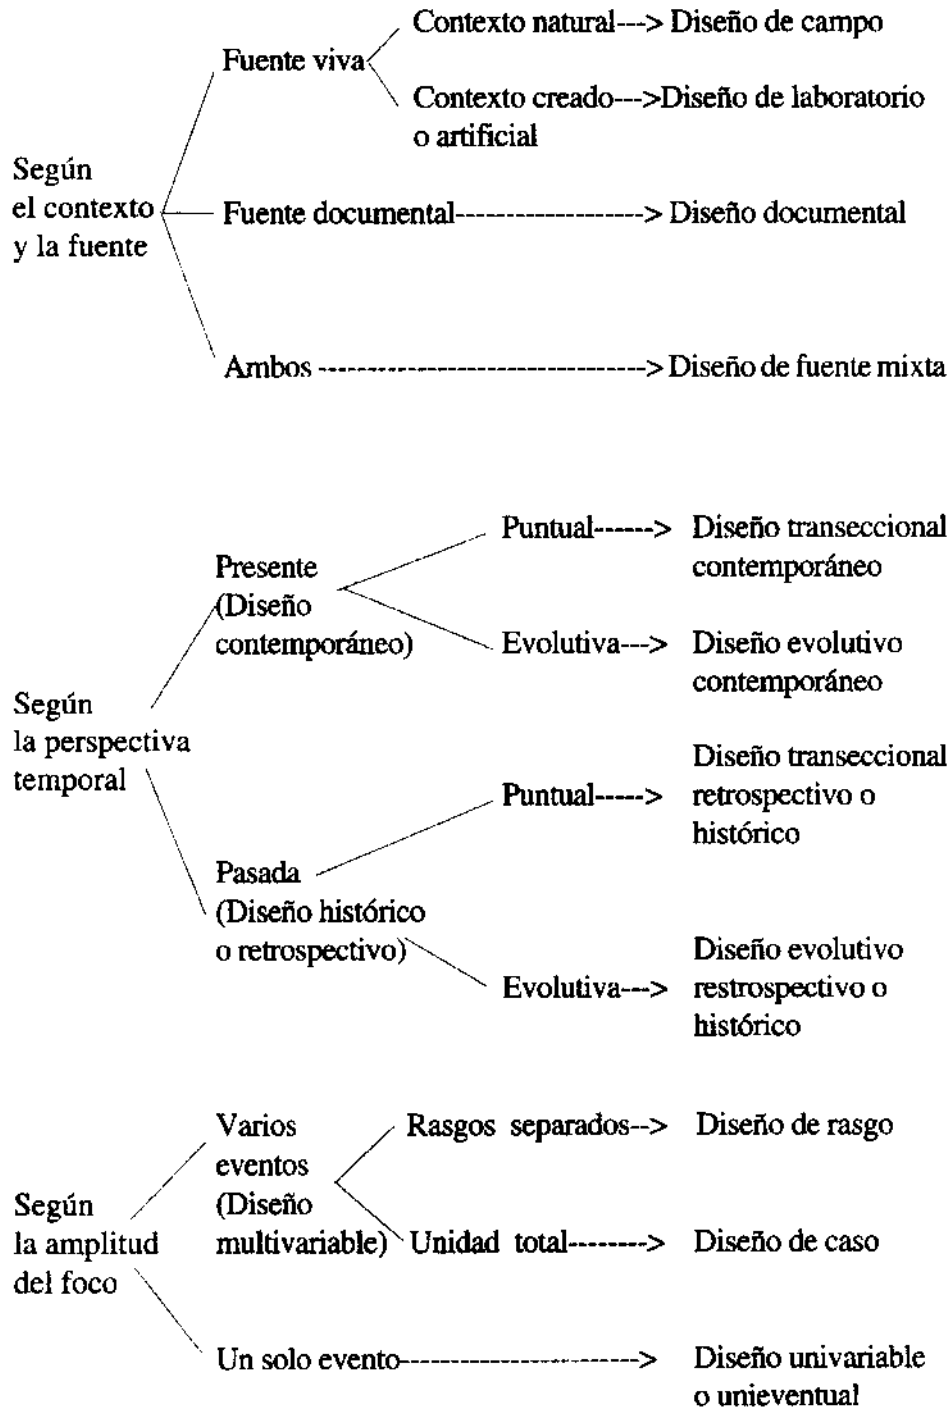 Contexto natural---> Diseño de campo
Fuente viva
Contexto creado--->Diseño de laboratorio
o artificial
Según
el contexto
y la fuente
Fuente documental-------------------> Diseño documental
Ambos ---------------------------------> Diseño de fuente mixta
Puntual------> Diseño transeccional
contemporáneo
Presente
(Diseño
contemporáneo)
Evolutiva---> Diseño evolutivo
contemporáneo
Según
la perspectiva
temporal
Diseño transeccional
Puntual-----> retrospectivo o
histórico
Pasada
(Diseño histórico
o retrospectivo)
Diseño evolutivo
Evolutiva---> restrospectivo o
histórico
Varios
eventos
(Diseño
multivariable)
Rasgos separados--> Diseño de rasgo
Según
la amplitud
del foco
Unidad total--------> Diseño de caso
Un solo evento------------------------> Diseño univariable
o unieventual